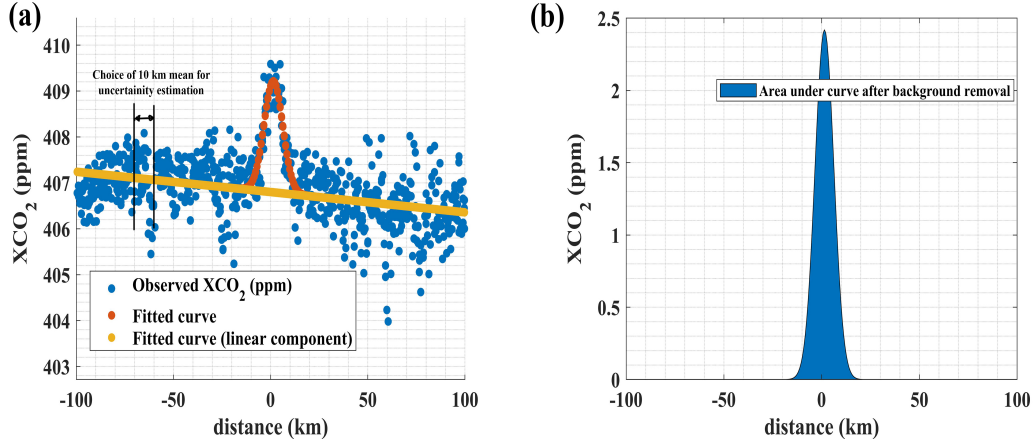 (a)
XCO2 (ppm)
410
409
408
407
406
405
404
403
Choice of 10 km mean for
uncertainity estimation
Observed XCO2 (ppm)
Fitted curve
Fitted curve (linear component)
-100
-50
0
50
100
distance (km)
(b)
XCO2 (ppm)
2.5
2
1.5
1
0.5
0
Area under curve after background removal
-100
-50
0
50
100
distance (km)